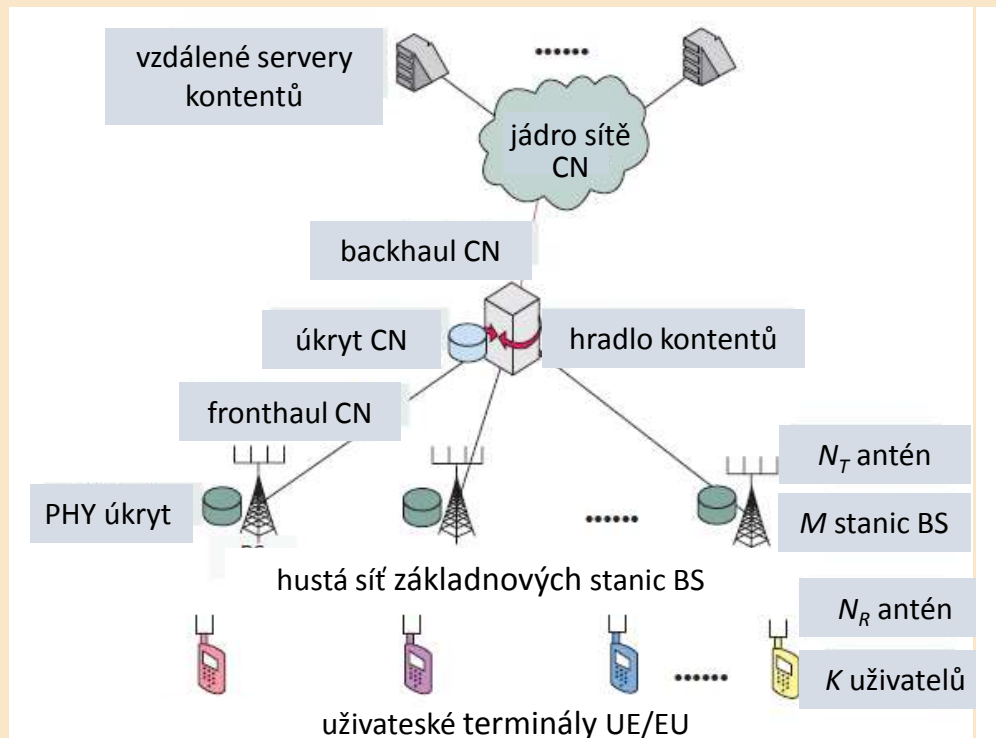 vzdálené servery
kontentů
......
jádro sítě
CN
backhaul CN
úkryt CN
hradlo kontentů
fronthaul CN
N_T antén
PHY úkryt
......
M stanic BS
hustá síť základnových stanic BS
N_R antén
......
K uživatelů
uživateské terminály UE/EU